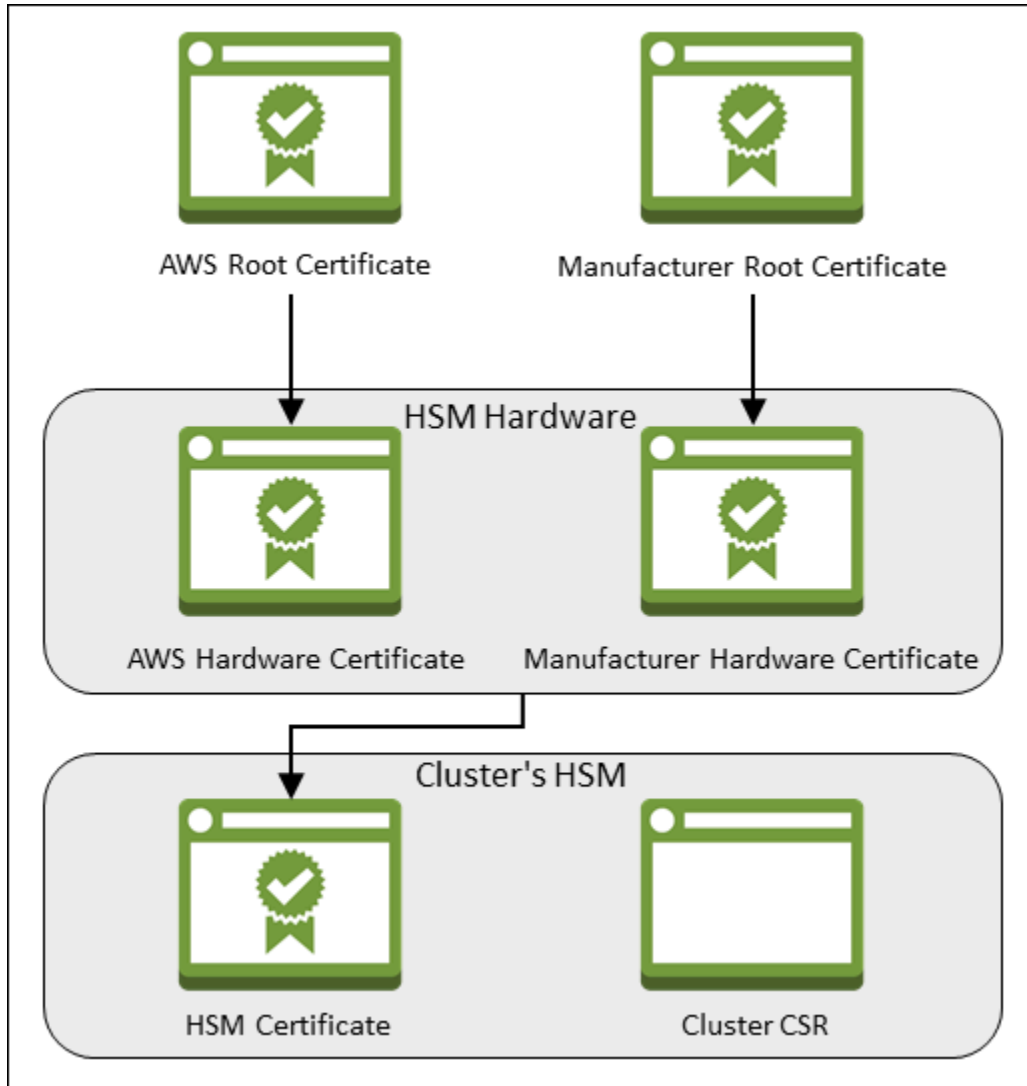 AWS Root Certificate
Manufacturer Root Certificate
HSM Hardware
AWS Hardware Certificate
Manufacturer Hardware Certificate
Cluster's HSM
HSM Certificate
Cluster CSR